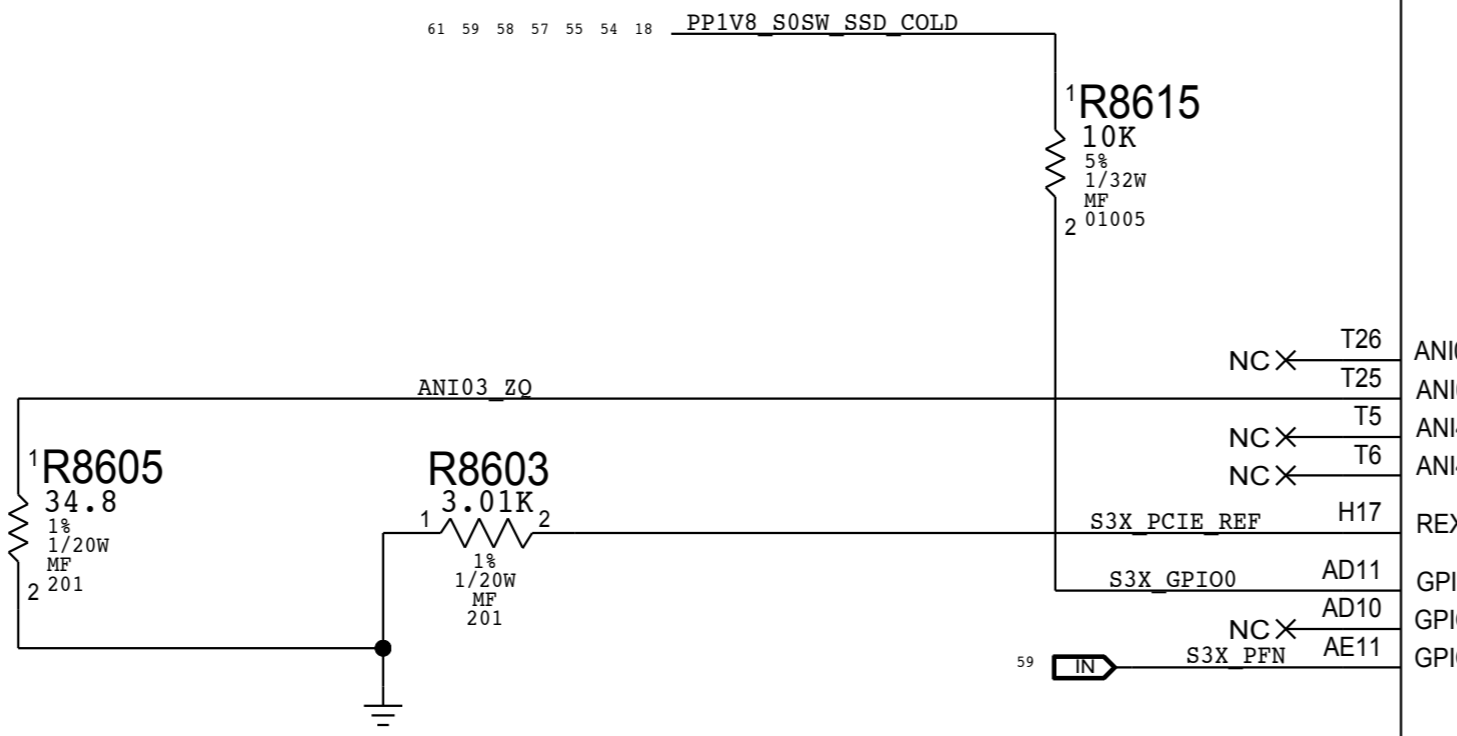 61 59 58 57 55 54 18 PP1V8_S0SW_SSD_COLD
1 R8615
10K
5%
1/32W
MF
2 01005
NC T26
ANI03_ZQ T25
NC T5
NC T6
1 R8605
34.8
1%
1/20W
MF
2 201
R8603
3.01K
1 2
1%
1/20W
MF
201
S3X_PCIE_REF H17
S3X_GPIO0 AD11
NC AD10
59 IN S3X_PFN AE11